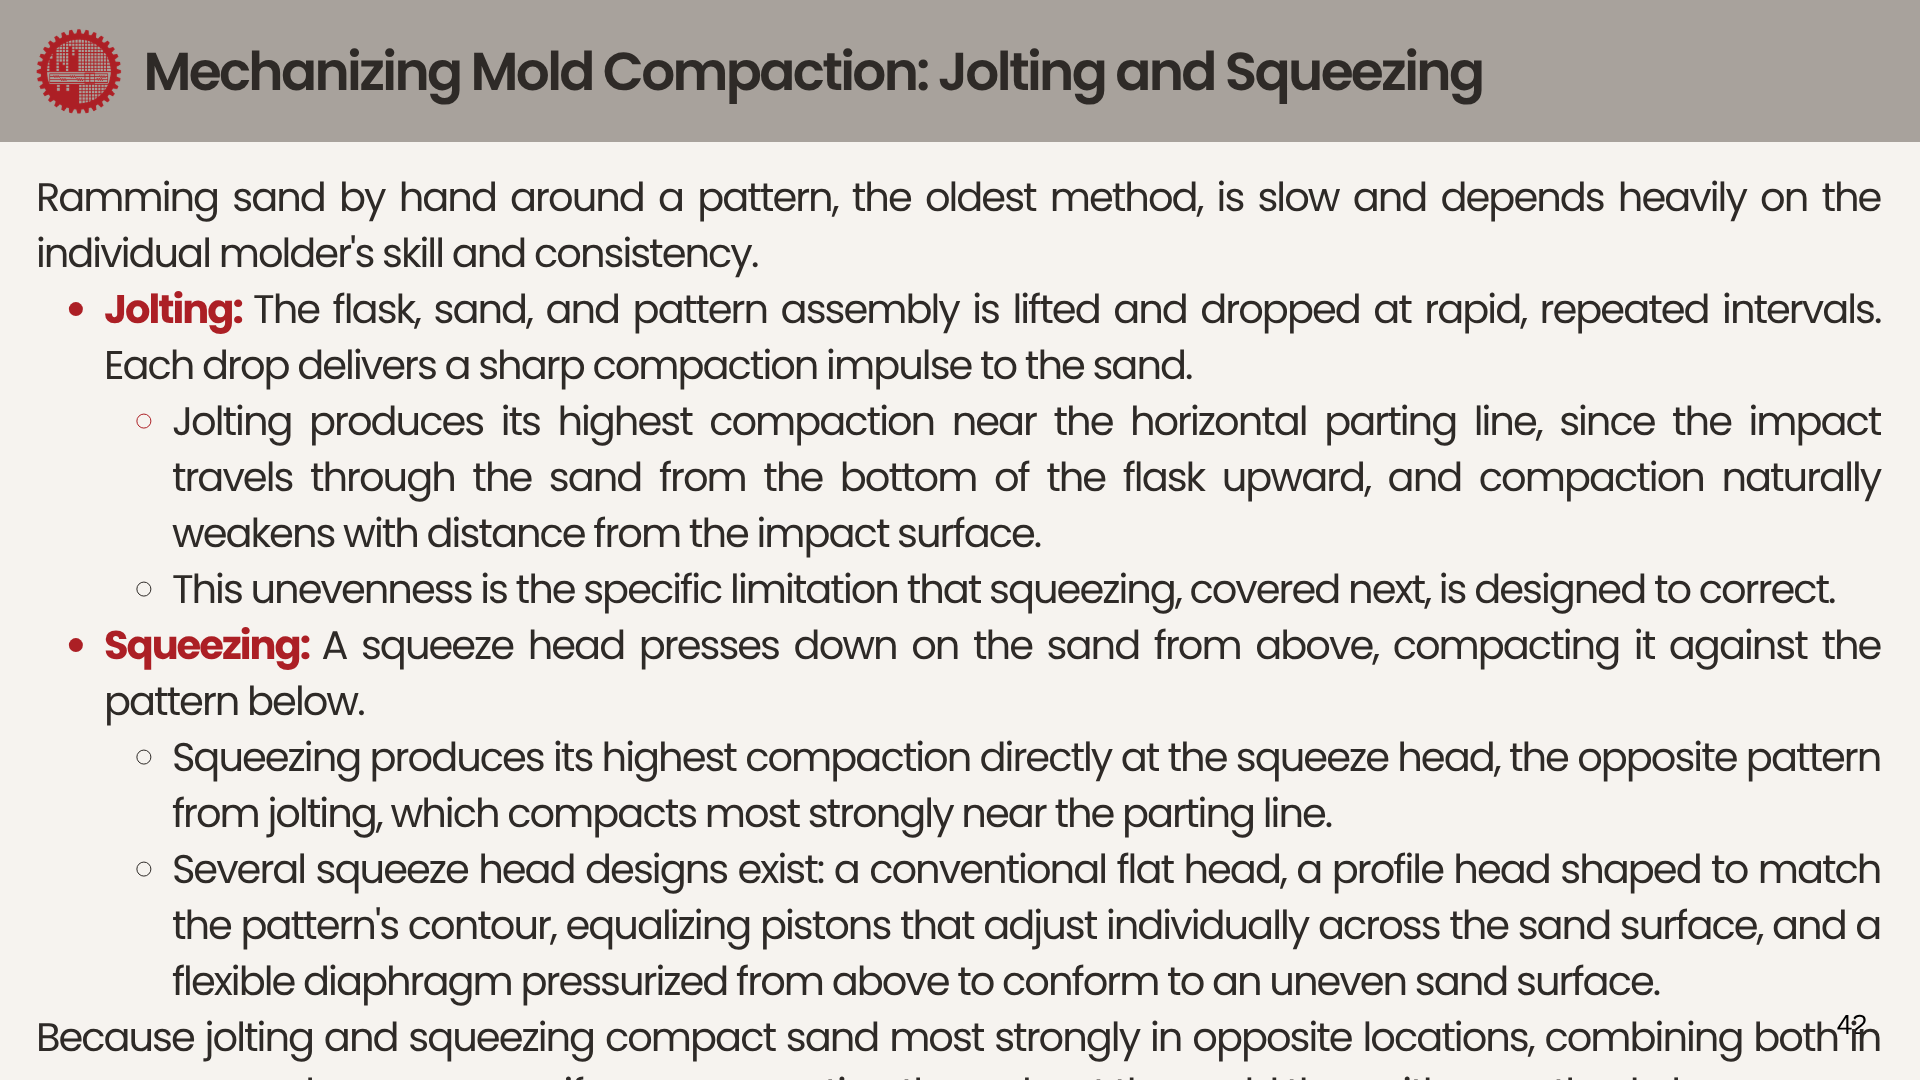 Mechanizing Mold Compaction: Jolting and Squeezing
Ramming sand by hand around a pattern, the oldest method, is slow and depends heavily on the
individual molder's skill and consistency.
• Jolting: The flask, sand, and pattern assembly is lifted and dropped at rapid, repeated intervals.
Each drop delivers a sharp compaction impulse to the sand.
○ Jolting produces its highest compaction near the horizontal parting line, since the impact
travels through the sand from the bottom of the flask upward, and compaction naturally
weakens with distance from the impact surface.
○ This unevenness is the specific limitation that squeezing, covered next, is designed to correct.
• Squeezing: A squeeze head presses down on the sand from above, compacting it against the
pattern below.
○ Squeezing produces its highest compaction directly at the squeeze head, the opposite pattern
from jolting, which compacts most strongly near the parting line.
○ Several squeeze head designs exist: a conventional flat head, a profile head shaped to match
the pattern's contour, equalizing pistons that adjust individually across the sand surface, and a
flexible diaphragm pressurized from above to conform to an uneven sand surface.
Because jolting and squeezing compact sand most strongly in opposite locations, combining both in
42